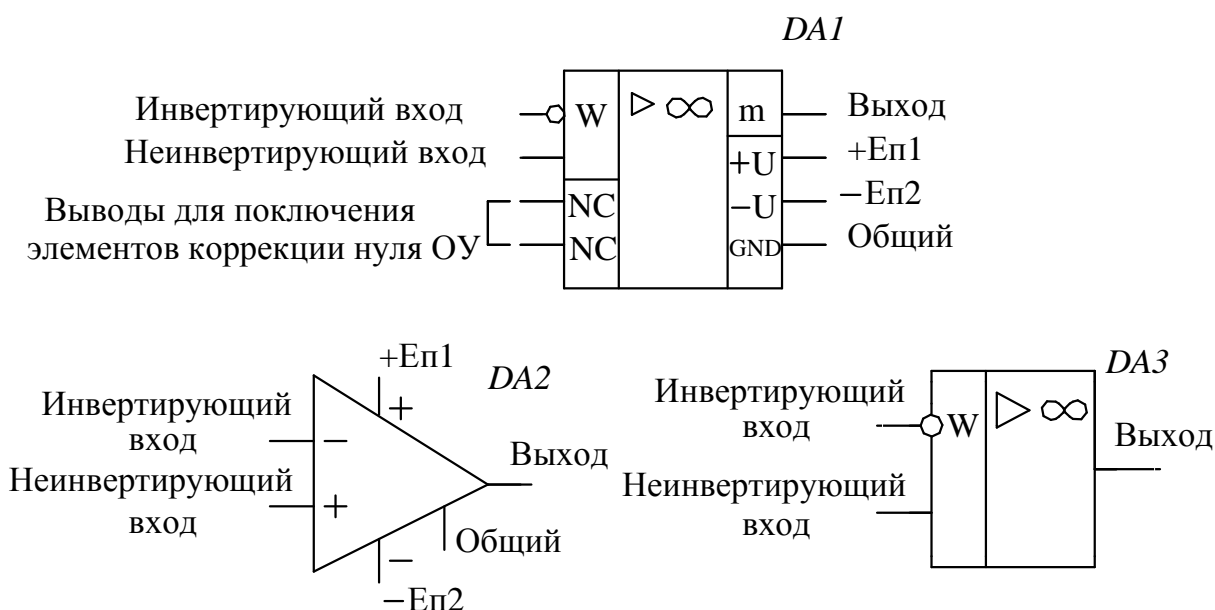 DA1
Инвертирующий вход
W
▷ ∞
m
Выход
Неинвертирующий вход
+U
+Еп1
Выводы для поключения
NC
−U
−Еп2
элементов коррекции нуля ОУ
NC
GND
Общий
+Еп1
DA2
Инвертирующий
вход
+
−
Неинвертирующий
вход
+
Выход
Общий
−
−Еп2
DA3
Инвертирующий
вход
W
▷ ∞
Выход
Неинвертирующий
вход